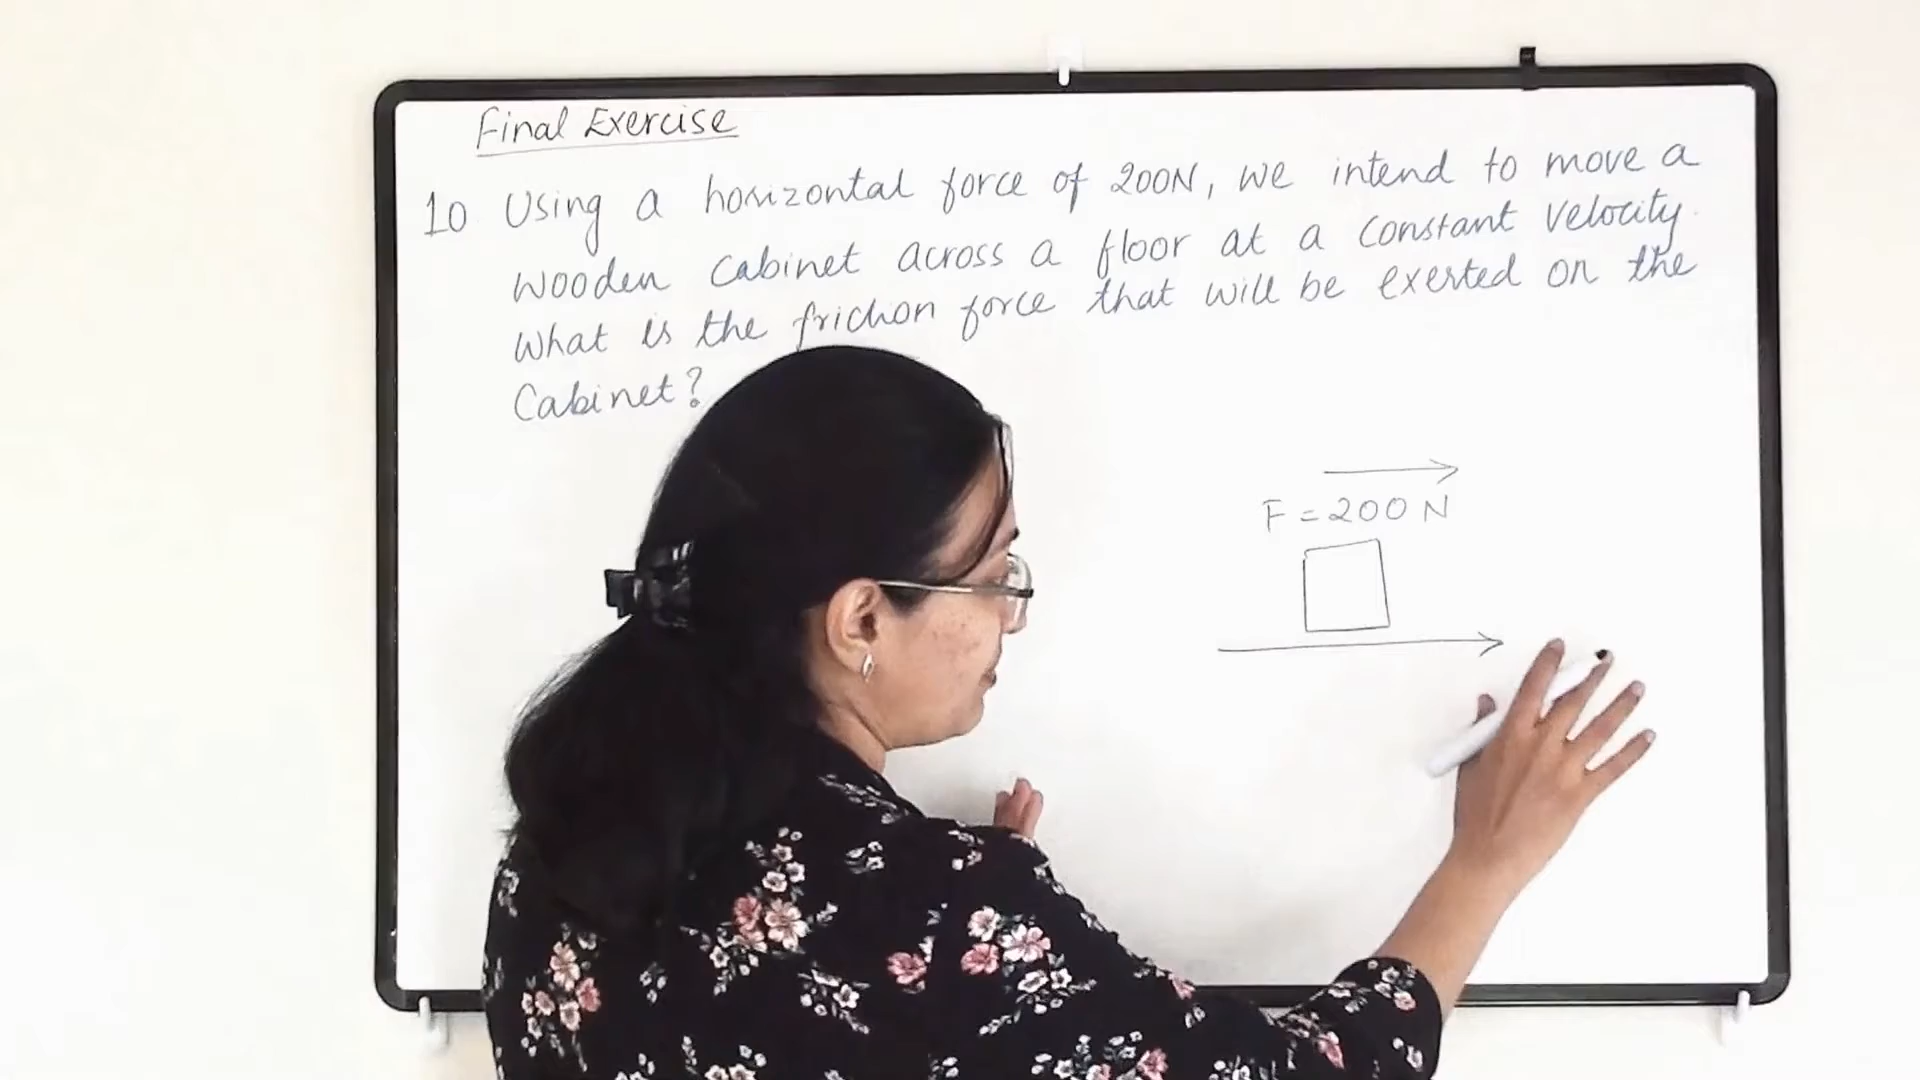 Final Exercise
10. Using a horizontal force of 200N, we intend to move a
wooden cabinet across a floor at a constant velocity.
What is the friction force that will be exerted on the
Cabinet?
F = 200 N